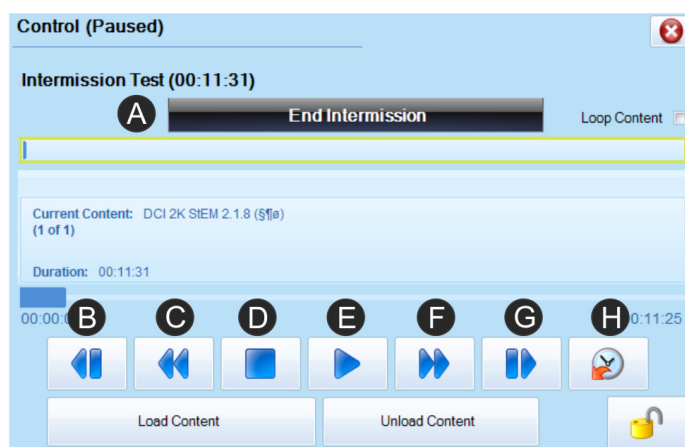 Control (Paused)
Intermission Test (00:11:31)
A
End Intermission
Loop Content
Current Content: DCI 2K StEM 2.1.8 (§¶ø)
(1 of 1)
Duration: 00:11:31
B C D E F G H
00:00:0 0:11:25
Load Content Unload Content